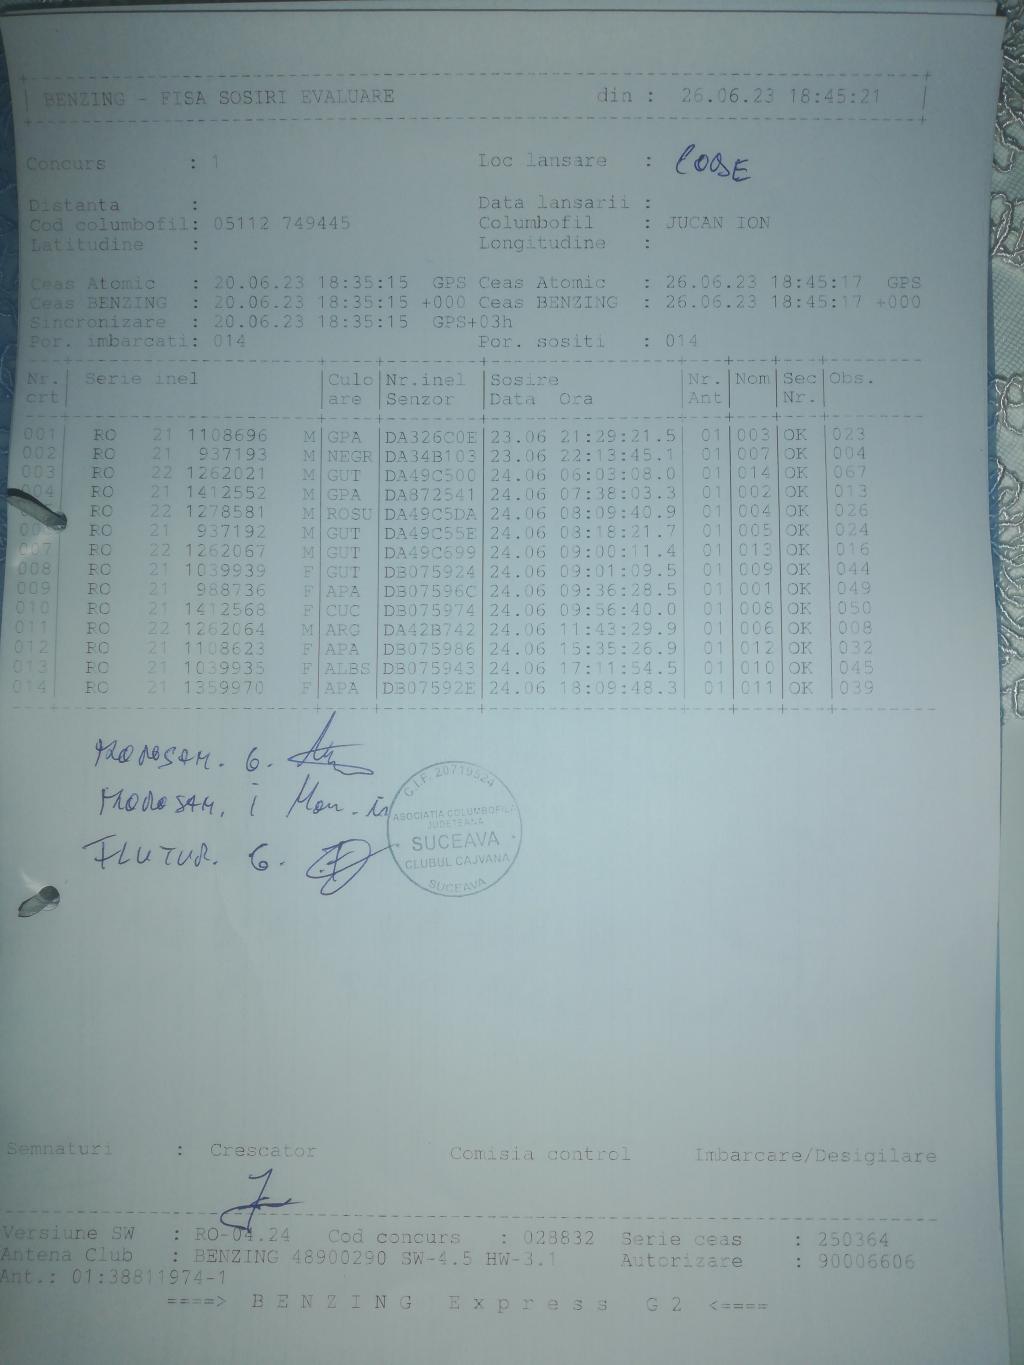 BENZING - FISA SOSIRI EVALUARE din : 26.06.23 18:45:21
Concurs : 1 Loc lansare :
Distanta : Data lansarii :
Cod columbofil: 05112 749445 Columbofil : JUCAN ION
Latitudine : Longitudine :
Ceas Atomic : 20.06.23 18:35:15 GPS Ceas Atomic : 26.06.23 18:45:17 GPS
Ceas BENZING : 20.06.23 18:35:15 +000 Ceas BENZING : 26.06.23 18:45:17 +000
Sincronizare : 20.06.23 18:35:15 GPS+03h
Por. imbarcati: 014 Por. sositi : 014
Nr. Serie inel Culo Nr.inel Sosire Nr. Nom Sec Obs.
crt are Senzor Data Ora Ant Nr.
001 RO 21 1108696 M GPA DA326C0E 23.06 21:29:21.5 01 003 OK 023
002 RO 21 937193 M NEGR DA34B103 23.06 22:13:45.1 01 007 OK 004
003 RO 22 1262021 M GUT DA49C500 24.06 06:03:08.0 01 014 OK 067
004 RO 21 1412552 M GPA DA872541 24.06 07:38:03.3 01 002 OK 013
RO 22 1278581 M ROSU DA49C5DA 24.06 08:09:40.9 01 004 OK 026
006 RO 21 937192 M GUT DA49C55E 24.06 08:18:21.7 01 005 OK 024
007 RO 22 1262067 M GUT DA49C699 24.06 09:00:11.4 01 013 OK 016
008 RO 21 1039939 F GUT DB075924 24.06 09:01:09.5 01 009 OK 044
009 RO 21 988736 F APA DB07596C 24.06 09:36:28.5 01 001 OK 049
010 RO 21 1412568 F CUC DB075974 24.06 09:56:40.0 01 008 OK 050
011 RO 22 1262064 M ARG DA42B742 24.06 11:43:29.9 01 006 OK 008
012 RO 21 1108623 F APA DB075986 24.06 15:35:26.9 01 012 OK 032
013 RO 21 1039935 F ALBS DB075943 24.06 17:11:54.5 01 010 OK 045
014 RO 21 1359970 F APA DB07592E 24.06 18:09:48.3 01 011 OK 039
MOROSAN. G.
MOROSAN. i
FLUTUR. G.
C.I.F. 20719524
ASOCIATIA COLUMBOFILA
JUDETEANA
SUCEAVA
CLUBUL CAJVANA
SUCEAVA
Semnaturi : Crescator Comisia control Imbarcare/Desigilare
Versiune SW : RO-04.24 Cod concurs : 028832 Serie ceas : 250364
Antena Club : BENZING 48900290 SW-4.5 HW-3.1 Autorizare : 90006606
Ant.: 01:38811974-1
====> BENZING Express G2 <====